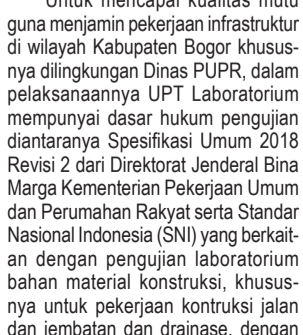 Untuk mencapai kualitas mutu
guna menjamin pekerjaan infrastruktur
di wilayah Kabupaten Bogor khusus-
nya dilingkungan Dinas PUPR, dalam
pelaksanaannya UPT Laboratorium
mempunyai dasar hukum pengujian
diantaranya Spesifikasi Umum 2018
Revisi 2 dari Direktorat Jenderal Bina
Marga Kementerian Pekerjaan Umum
dan Perumahan Rakyat serta Standar
Nasional Indonesia (SNI) yang berkait-
an dengan pengujian laboratorium
bahan material konstruksi, khusus-
nya untuk pekerjaan kontruksi jalan
dan jembatan dan drainase, dengan